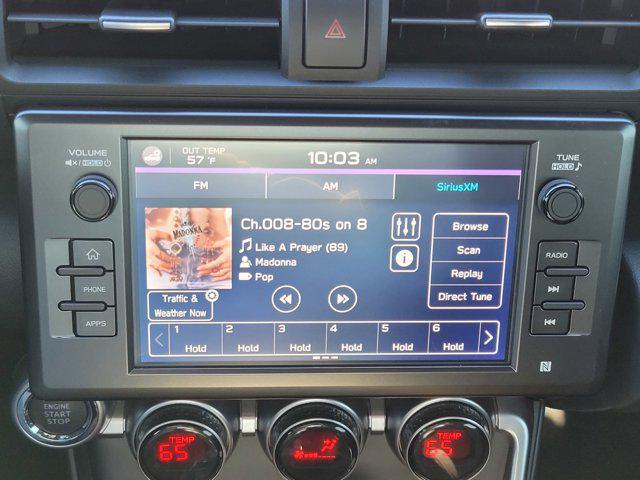 VOLUME
HOLD
TUNE
HOLD
OUT TEMP
57 °F
10:03 AM
FM AM SiriusXM
MADONNA
Ch.008-80s on 8
Like A Prayer (89)
Madonna
Pop
Browse
Scan
Replay
Direct Tune
Traffic &
Weather Now
1 2 3 4 5 6
Hold Hold Hold Hold Hold Hold
PHONE
APPS
RADIO
N
ENGINE
START
STOP
TEMP
65
TEMP
65